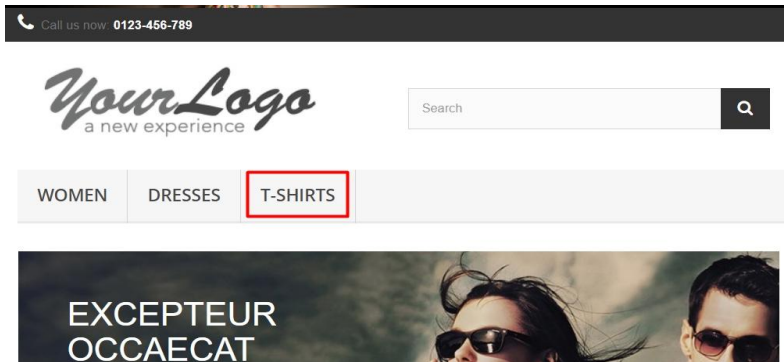 Call us now: 0123-456-789
YourLogo
a new experience
Search
WOMEN DRESSES T-SHIRTS
EXCEPTEUR
OCCAECAT